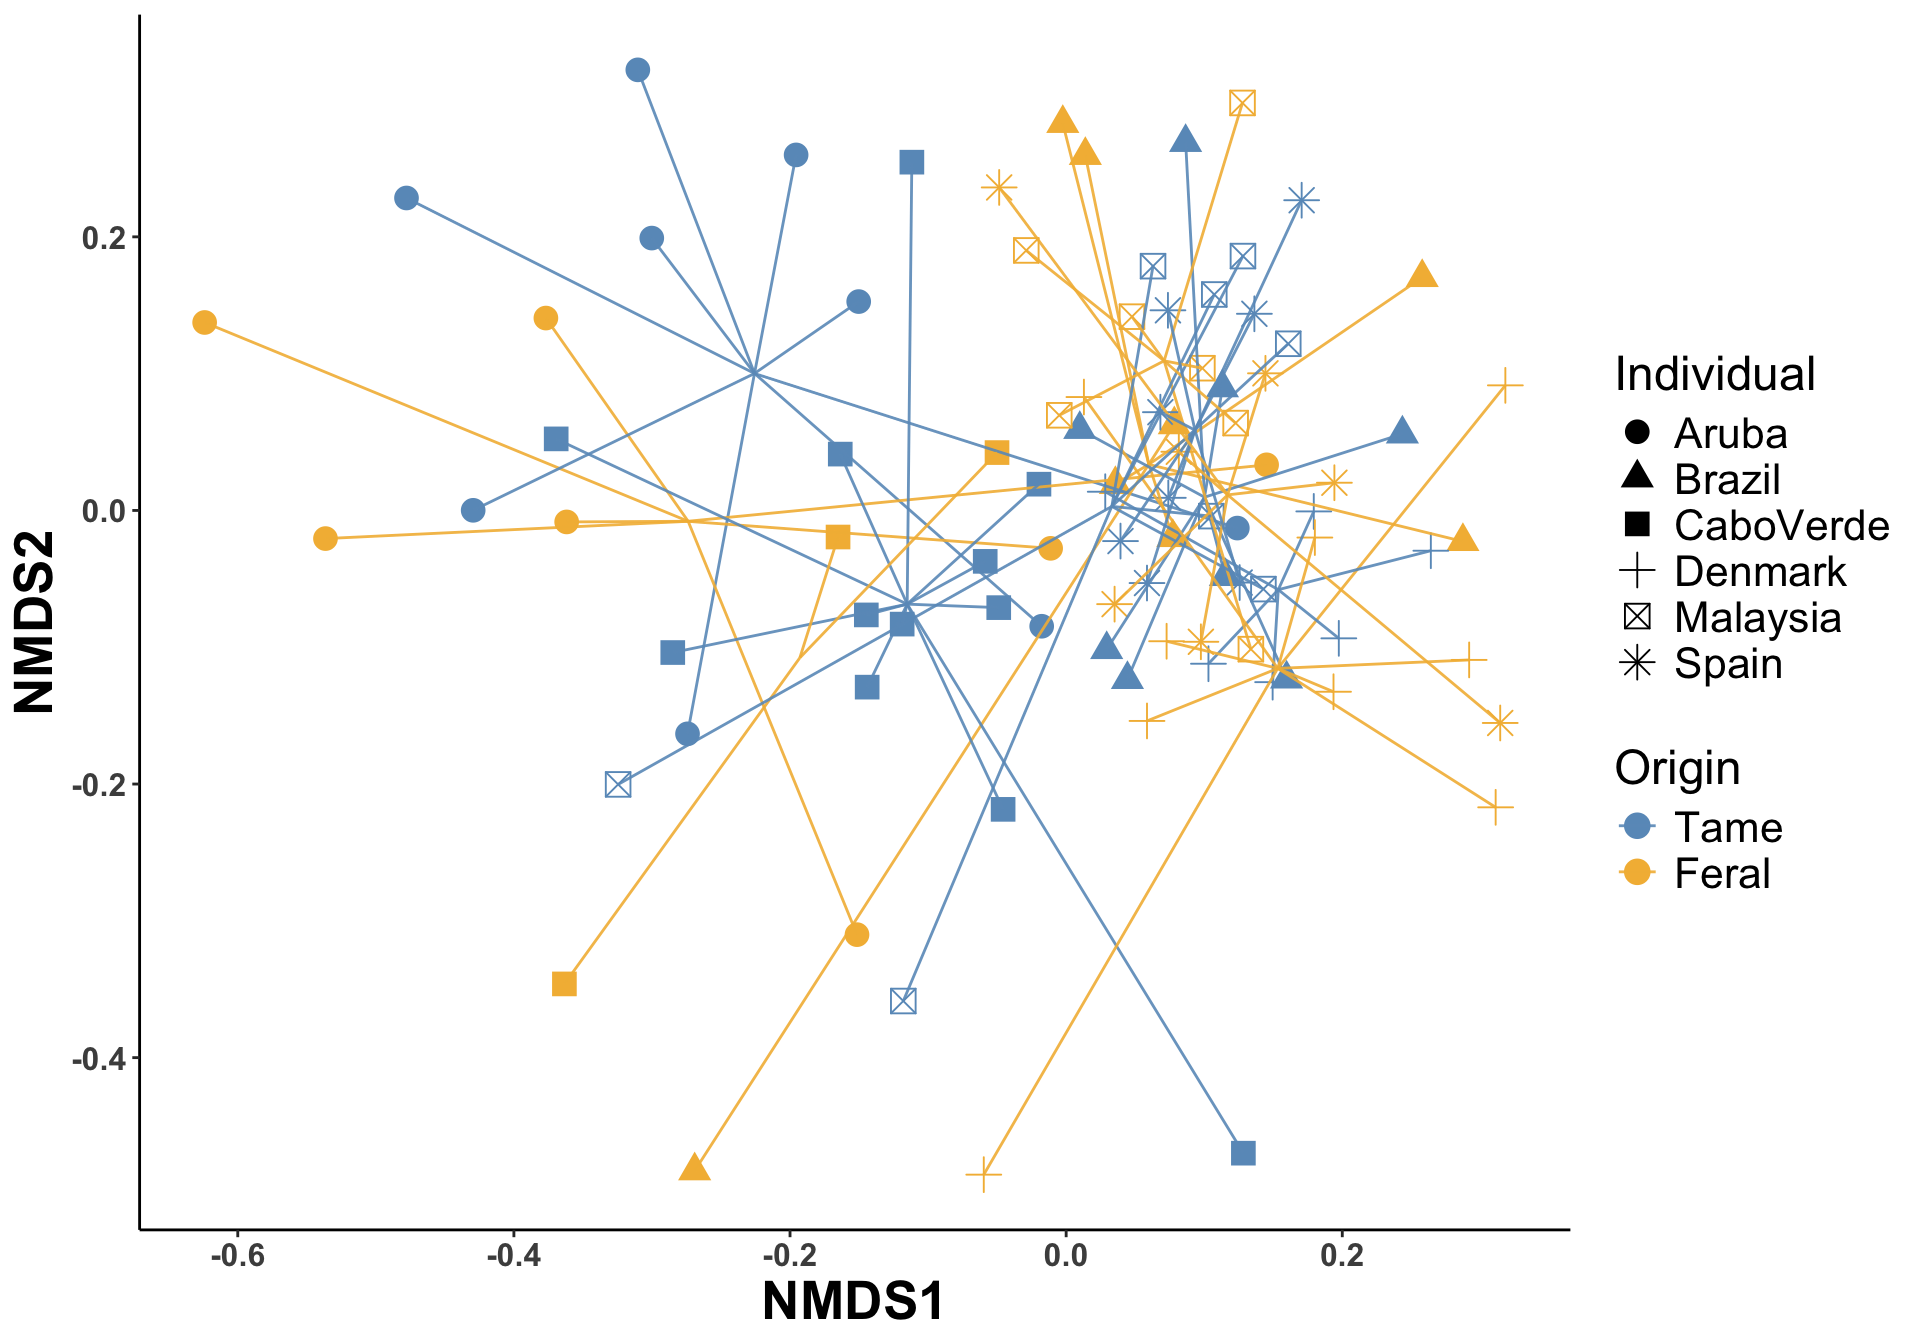 0.2
0.0
-0.2
-0.4
NMDS2
-0.6
-0.4
-0.2
0.0
0.2
NMDS1
Individual
Aruba
Brazil
CaboVerde
Denmark
Malaysia
Spain
Origin
Tame
Feral